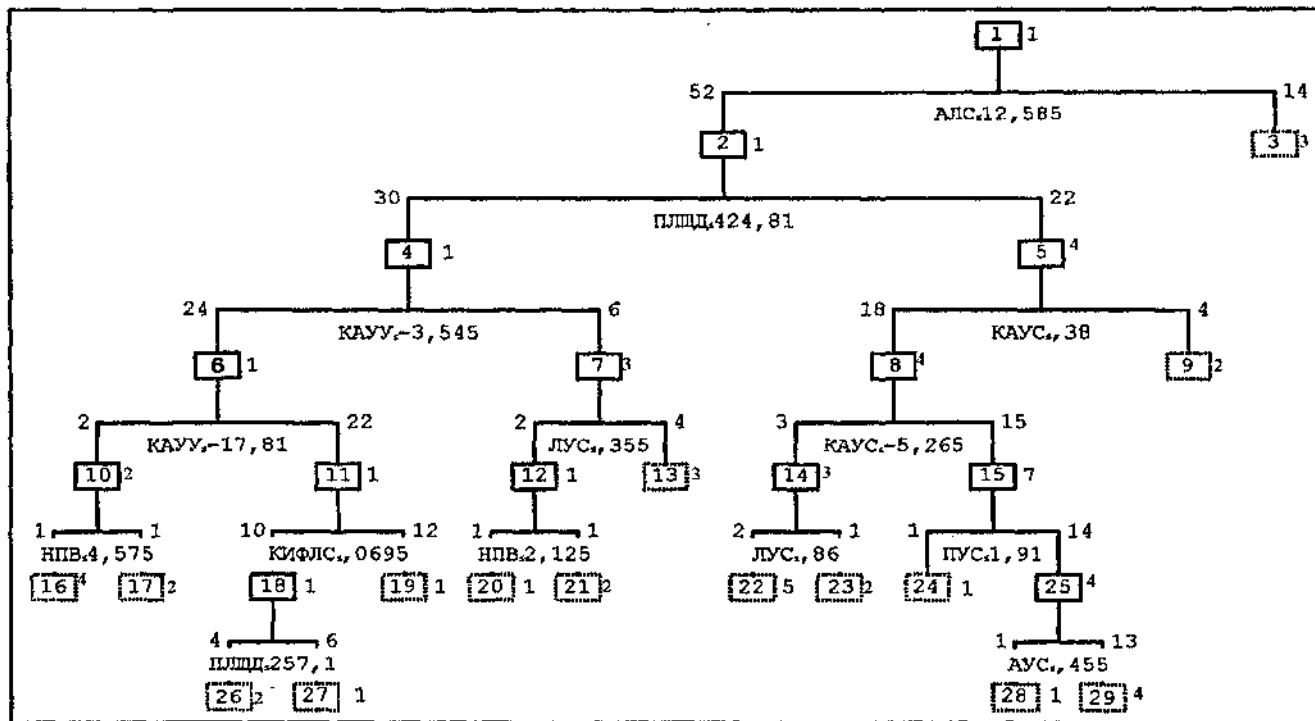 1 1
52 14
АЛС≤12,585
2 1 3 3
30 22
ПЛЩД≤424,81
4 1 5 4
24 6 18 4
КАУУ≤-3,545 КАУС≤,38
6 1 7 3 8 4 9 2
2 22 2 4 3 15
КАУУ≤-17,81 ЛУС≤,355 КАУС≤-5,265
10 2 11 1 12 1 13 3 14 3 15 7
1 1 10 12 1 1 2 1 1 14
НПВ≤4,575 КИФЛС≤,0695 НПВ≤2,125 ЛУС≤,86 ПУС≤1,91
16 4 17 2 18 1 19 1 20 1 21 2 22 5 23 2 24 1 25 4
4 6 1 13
ПЛЩД≤257,1 АУС≤,455
26 2 27 1 28 1 29 4